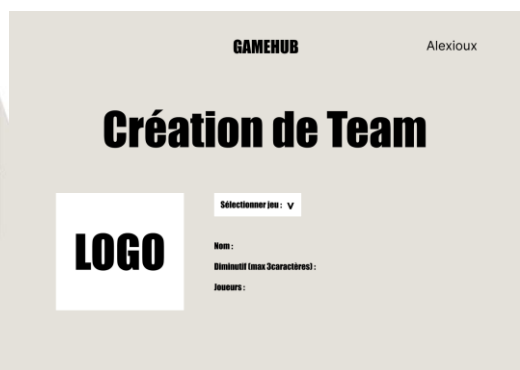 GAMEHUB
Alexioux
Création de Team
LOGO
Sélectionner jeu : V
Nom :
Diminutif (max 3caractères) :
Joueurs :